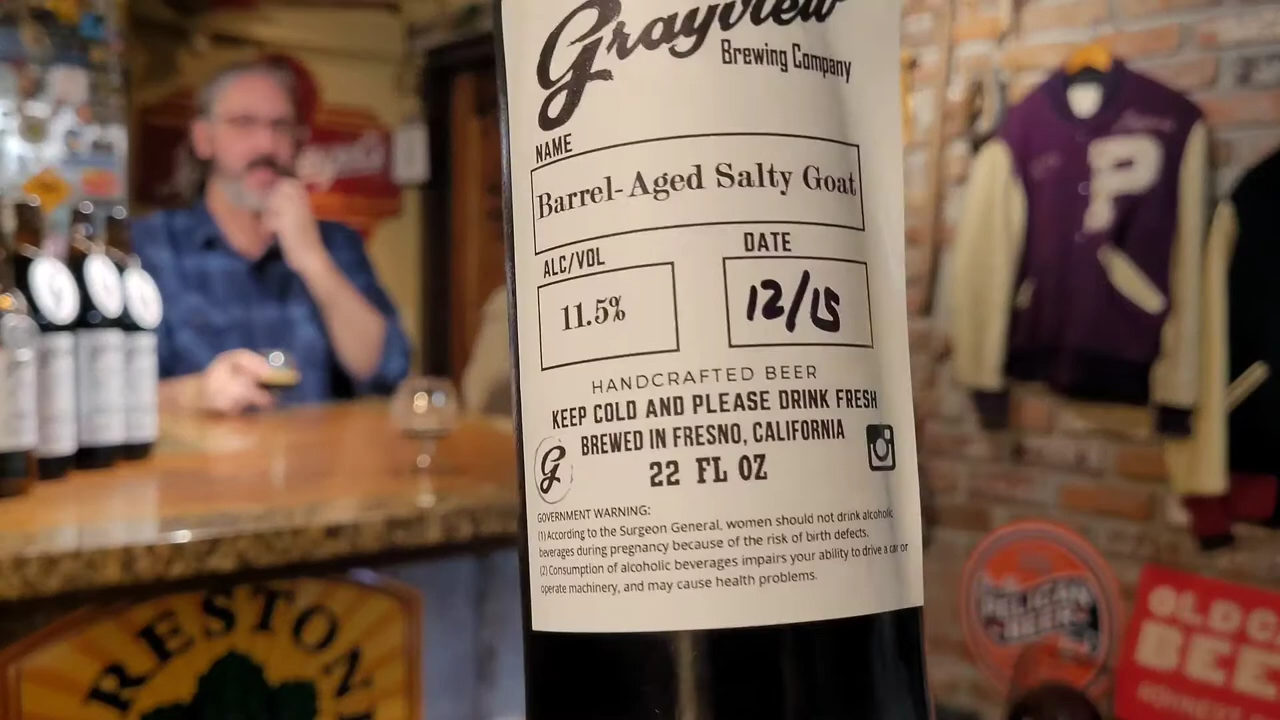 Grayview
Brewing Company
NAME
Barrel-Aged Salty Goat
ALC/VOL
DATE
11.5%
12/15
HANDCRAFTED BEER
KEEP COLD AND PLEASE DRINK FRESH
BREWED IN FRESNO, CALIFORNIA
G
22 FL OZ
GOVERNMENT WARNING:
(1) According to the Surgeon General, women should not drink alcoholic
beverages during pregnancy because of the risk of birth defects.
(2) Consumption of alcoholic beverages impairs your ability to drive a car or
operate machinery, and may cause health problems.
P
PELICAN
BEER
RESTON